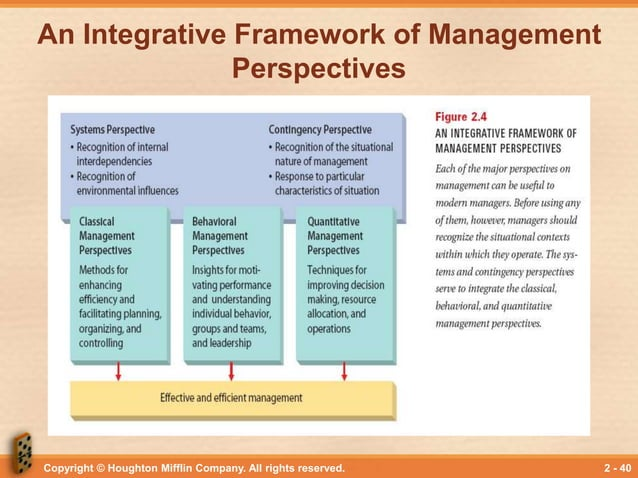 An Integrative Framework of Management
Perspectives
Systems Perspective
• Recognition of internal
interdependencies
• Recognition of
environmental influences
Contingency Perspective
• Recognition of the situational
nature of management
• Response to particular
characteristics of situation
Classical
Management
Perspectives
Methods for
enhancing
efficiency and
facilitating planning,
organizing, and
controlling
Behavioral
Management
Perspectives
Insights for moti-
vating performance
and understanding
individual behavior,
groups and teams,
and leadership
Quantitative
Management
Perspectives
Techniques for
improving decision
making, resource
allocation, and
operations
Effective and efficient management
Figure 2.4
AN INTEGRATIVE FRAMEWORK OF
MANAGEMENT PERSPECTIVES
Each of the major perspectives on
management can be useful to
modern managers. Before using any
of them, however, managers should
recognize the situational contexts
within which they operate. The sys-
tems and contingency perspectives
serve to integrate the classical,
behavioral, and quantitative
management perspectives.
Copyright © Houghton Mifflin Company. All rights reserved.
2 - 40